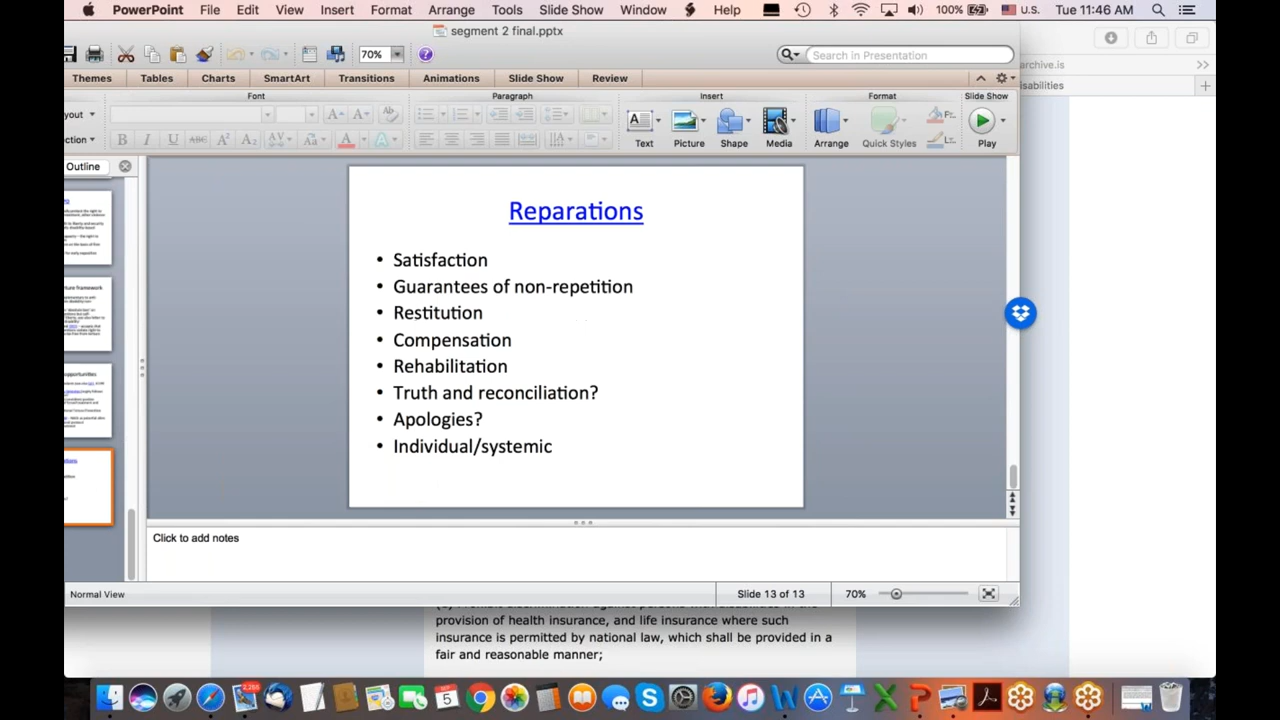 PowerPoint File Edit View Insert Format Arrange Tools Slide Show Window Help 100% U.S. Tue 11:46 AM
segment 2 final.pptx
70% Search in Presentation
archive.is
Themes Tables Charts SmartArt Transitions Animations Slide Show Review
isabilities
Font Paragraph Insert Format Slide Show
Text Picture Shape Media Arrange Quick Styles Play
Outline
Reparations
• Satisfaction
• Guarantees of non-repetition
• Restitution
• Compensation
• Rehabilitation
• Truth and reconciliation?
• Apologies?
• Individual/systemic
Click to add notes
Normal View Slide 13 of 13 70%
provision of health insurance, and life insurance where such
insurance is permitted by national law, which shall be provided in a
fair and reasonable manner;